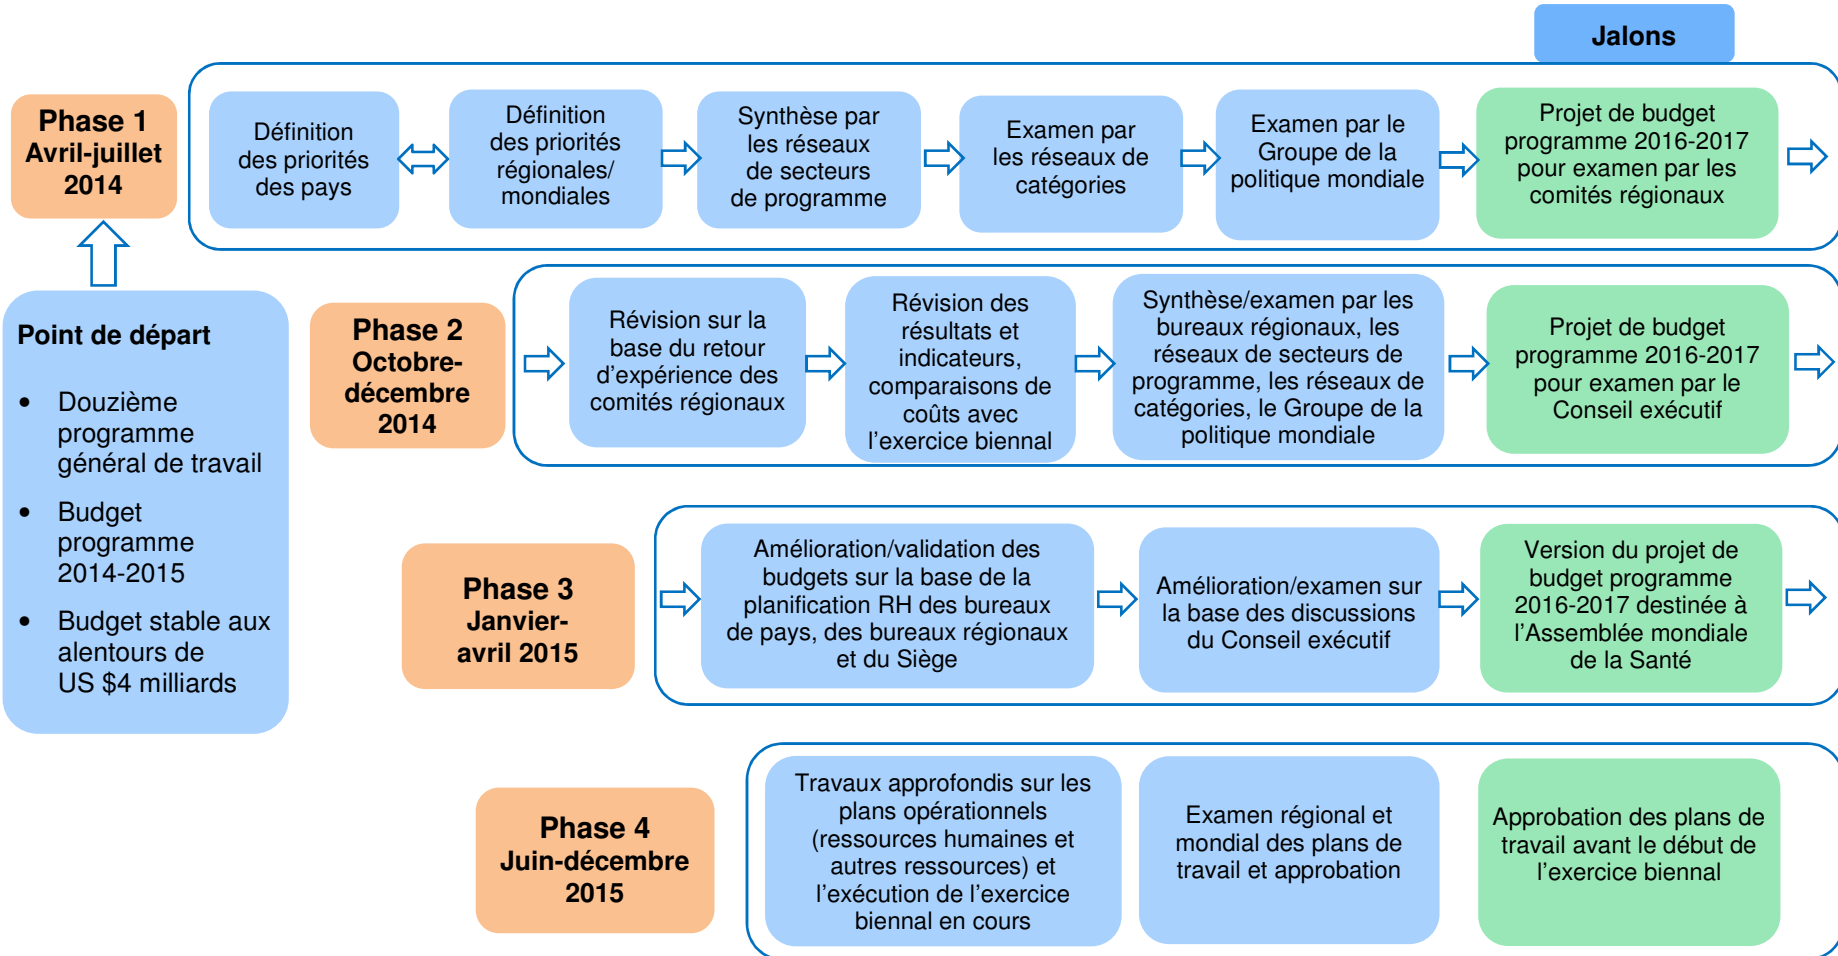 Jalons
Phase 1
Avril-juillet
2014
Définition
des priorités
des pays
Définition
des priorités
régionales/
mondiales
Synthèse par
les réseaux
de secteurs
de programme
Examen par
les réseaux de
catégories
Examen par le
Groupe de la
politique mondiale
Projet de budget
programme 2016-2017
pour examen par les
comités régionaux
Point de départ
• Douzième
programme
général de travail
• Budget
programme
2014-2015
• Budget stable aux
alentours de
US $4 milliards
Phase 2
Octobre-
décembre
2014
Révision sur la
base du retour
d’expérience des
comités régionaux
Révision des
résultats et
indicateurs,
comparaisons de
coûts avec
l’exercice biennal
Synthèse/examen par les
bureaux régionaux, les
réseaux de secteurs de
programme, les réseaux de
catégories, le Groupe de la
politique mondiale
Projet de budget
programme 2016-2017
pour examen par le
Conseil exécutif
Phase 3
Janvier-
avril 2015
Amélioration/validation des
budgets sur la base de la
planification RH des bureaux
de pays, des bureaux régionaux
et du Siège
Amélioration/examen sur
la base des discussions
du Conseil exécutif
Version du projet de
budget programme
2016-2017 destinée à
l’Assemblée mondiale
de la Santé
Phase 4
Juin-décembre
2015
Travaux approfondis sur les
plans opérationnels
(ressources humaines et
autres ressources) et
l’exécution de l’exercice
biennal en cours
Examen régional et
mondial des plans de
travail et approbation
Approbation des plans de
travail avant le début de
l’exercice biennal